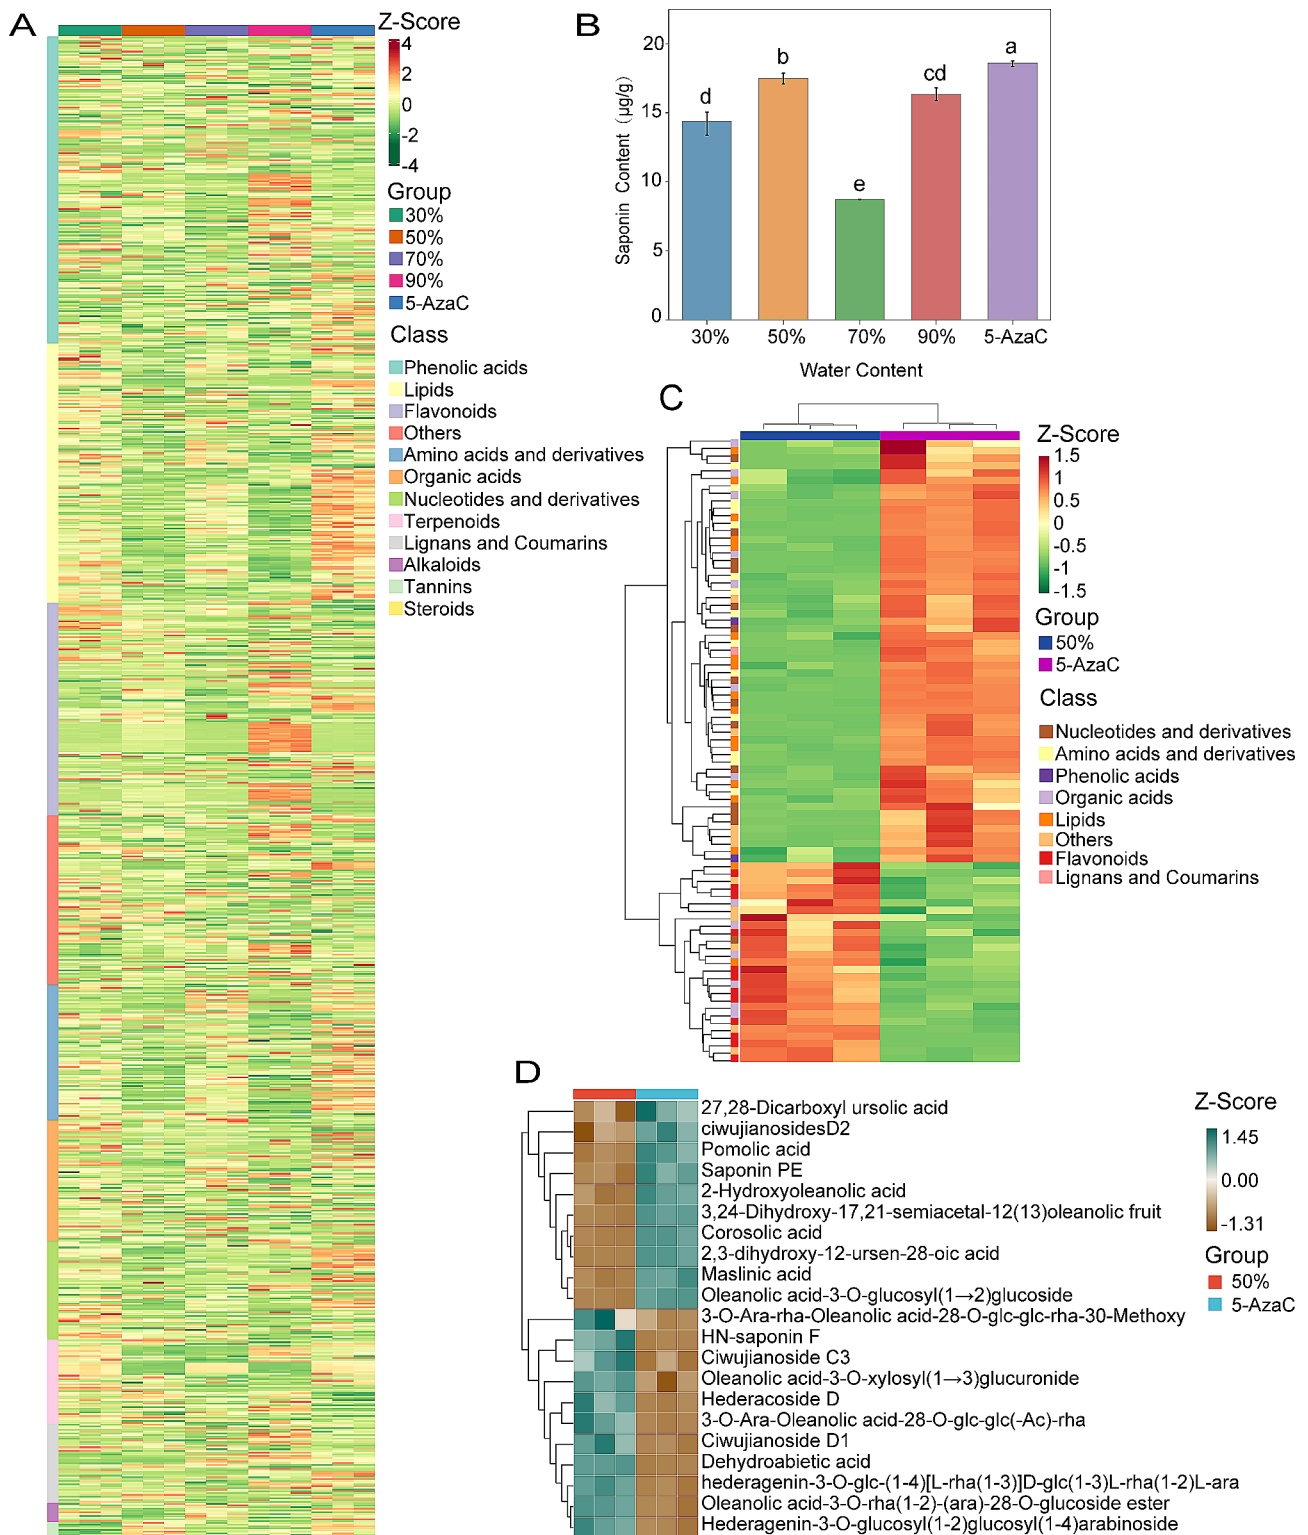 A
Z-Score
4
2
0
-2
-4
Group
30%
50%
70%
90%
5-AzaC
Class
Phenolic acids
Lipids
Flavonoids
Others
Amino acids and derivatives
Organic acids
Nucleotides and derivatives
Terpenoids
Lignans and Coumarins
Alkaloids
Tannins
Steroids
B
Saponin Content (μg/g)
20
15
10
5
0
d
b
e
cd
a
30% 50% 70% 90% 5-AzaC
Water Content
C
Z-Score
1.5
1
0.5
0
-0.5
-1
-1.5
Group
50%
5-AzaC
Class
Nucleotides and derivatives
Amino acids and derivatives
Phenolic acids
Organic acids
Lipids
Others
Flavonoids
Lignans and Coumarins
D
27,28-Dicarboxyl ursolic acid
ciwujianosidesD2
Pomolic acid
Saponin PE
2-Hydroxyoleanolic acid
3,24-Dihydroxy-17,21-semiacetal-12(13)oleanolic fruit
Corosolic acid
2,3-dihydroxy-12-ursen-28-oic acid
Maslinic acid
Oleanolic acid-3-O-glucosyl(1→2)glucoside
3-O-Ara-rha-Oleanolic acid-28-O-glc-glc-rha-30-Methoxy
HN-saponin F
Ciwujianoside C3
Oleanolic acid-3-O-xylosyl(1→3)glucuronide
Hederacoside D
3-O-Ara-Oleanolic acid-28-O-glc-glc(-Ac)-rha
Ciwujianoside D1
Dehydroabietic acid
hederagenin-3-O-glc-(1-4)[L-rha(1-3)]D-glc(1-3)L-rha(1-2)L-ara
Oleanolic acid-3-O-rha(1-2)-(ara)-28-O-glucoside ester
Hederagenin-3-O-glucosyl(1-2)glucosyl(1-4)arabinoside
Z-Score
1.45
0.00
-1.31
Group
50%
5-AzaC